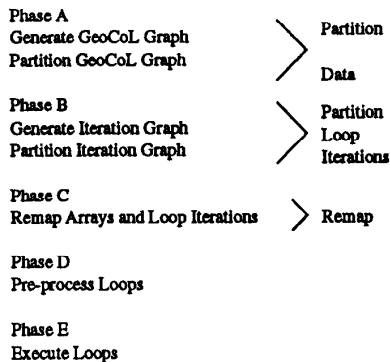 Phase A
Generate GeoCoL Graph
Partition GeoCoL Graph
Partition
Data
Phase B
Generate Iteration Graph
Partition Iteration Graph
Partition
Loop
Iterations
Phase C
Remap Arrays and Loop Iterations
Remap
Phase D
Pre-process Loops
Phase E
Execute Loops